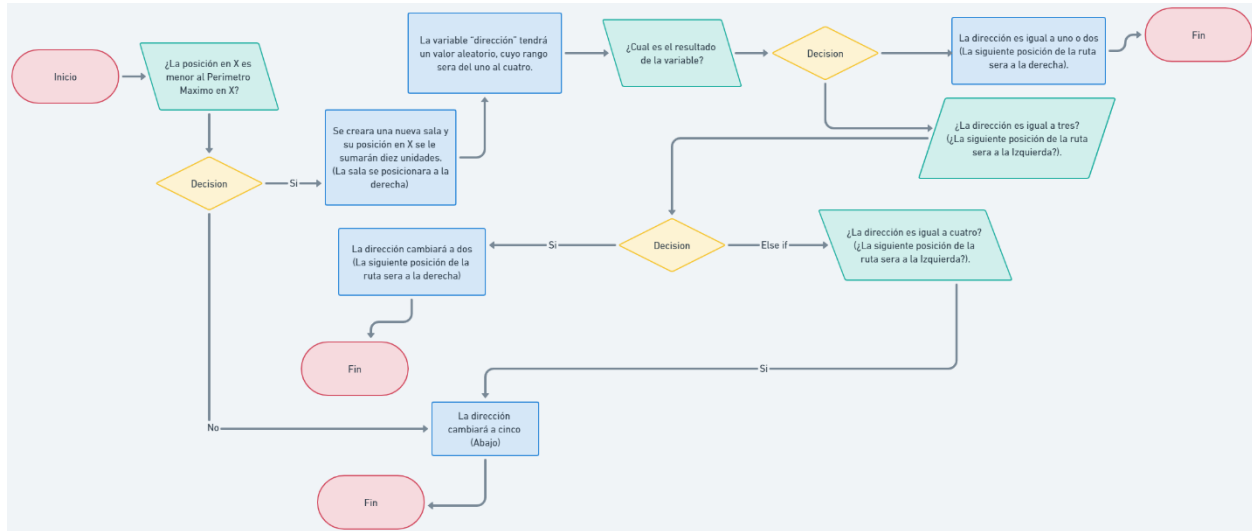 Inicio
¿La posición en X es
menor al Perimetro
Maximo en X?
Decision
Si
Se creara una nueva sala y
su posición en X se le
sumarán diez unidades.
(La sala se posicionara a la
derecha)
La variable "dirección" tendrá
un valor aleatorio, cuyo rango
sera del uno al cuatro.
¿Cual es el resultado
de la variable?
Decision
La dirección es igual a uno o dos
(La siguiente posición de la ruta
sera a la derecha).
Fin
¿La dirección es igual a tres?
(¿La siguiente posición de la ruta
sera a la Izquierda?).
Decision
Si
La dirección cambiará a dos
(La siguiente posición de la
ruta sera a la derecha)
Fin
Else if
¿La dirección es igual a cuatro?
(¿La siguiente posición de la
ruta sera a la Izquierda?).
Si
No
La dirección
cambiará a cinco
(Abajo)
Fin